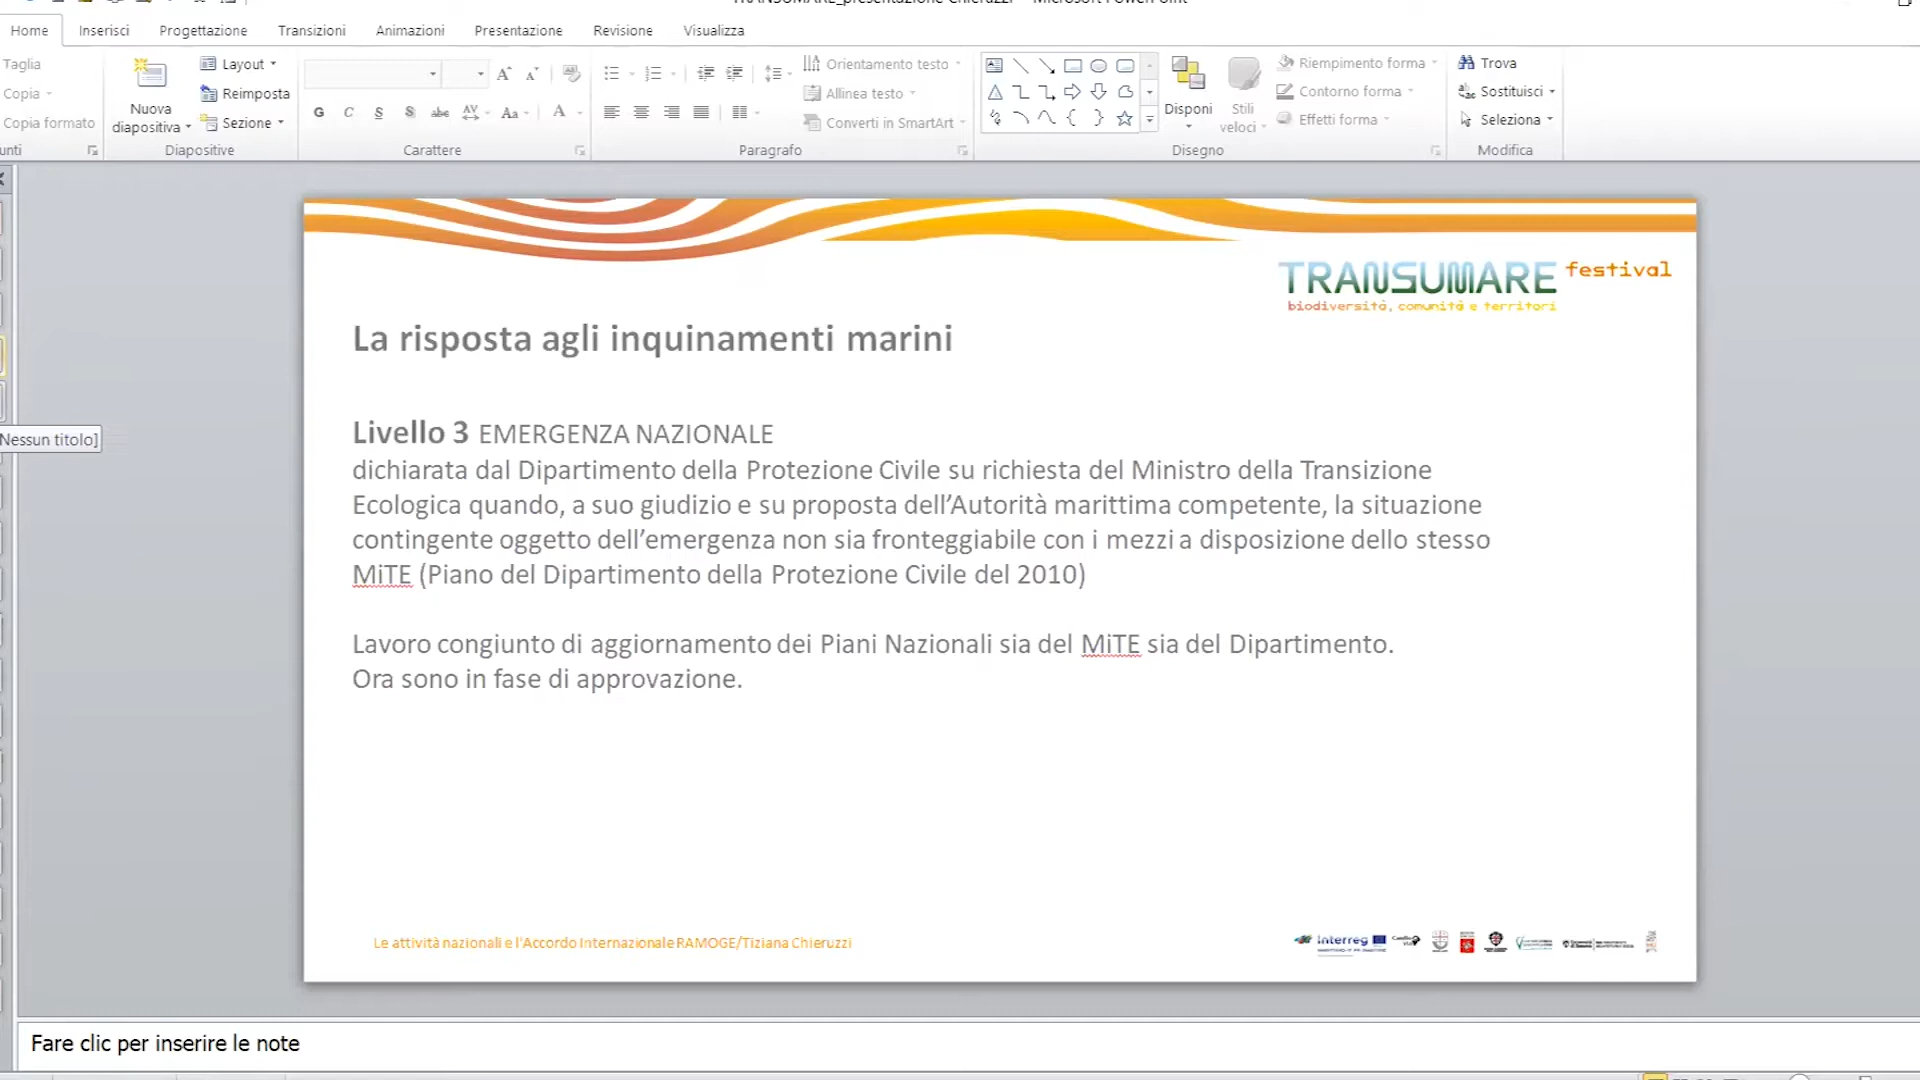 Home Inserisci Progettazione Transizioni Animazioni Presentazione Revisione Visualizza
Taglia
Copia
Copia formato
Nuova
diapositiva
Layout
Reimposta
Sezione
Diapositive
Carattere
Orientamento testo
Allinea testo
Converti in SmartArt
Paragrafo
Disponi
Stili
veloci
Riempimento forma
Contorno forma
Effetti forma
Disegno
Trova
Sostituisci
Seleziona
Modifica
Nessun titolo]
TRANSUMARE festival
biodiversità, comunità e territori
La risposta agli inquinamenti marini
Livello 3 EMERGENZA NAZIONALE
dichiarata dal Dipartimento della Protezione Civile su richiesta del Ministro della Transizione
Ecologica quando, a suo giudizio e su proposta dell’Autorità marittima competente, la situazione
contingente oggetto dell’emergenza non sia fronteggiabile con i mezzi a disposizione dello stesso
MiTE (Piano del Dipartimento della Protezione Civile del 2010)
Lavoro congiunto di aggiornamento dei Piani Nazionali sia del MiTE sia del Dipartimento.
Ora sono in fase di approvazione.
Le attività nazionali e l'Accordo Internazionale RAMOGE/Tiziana Chieruzzi
Interreg
Fare clic per inserire le note